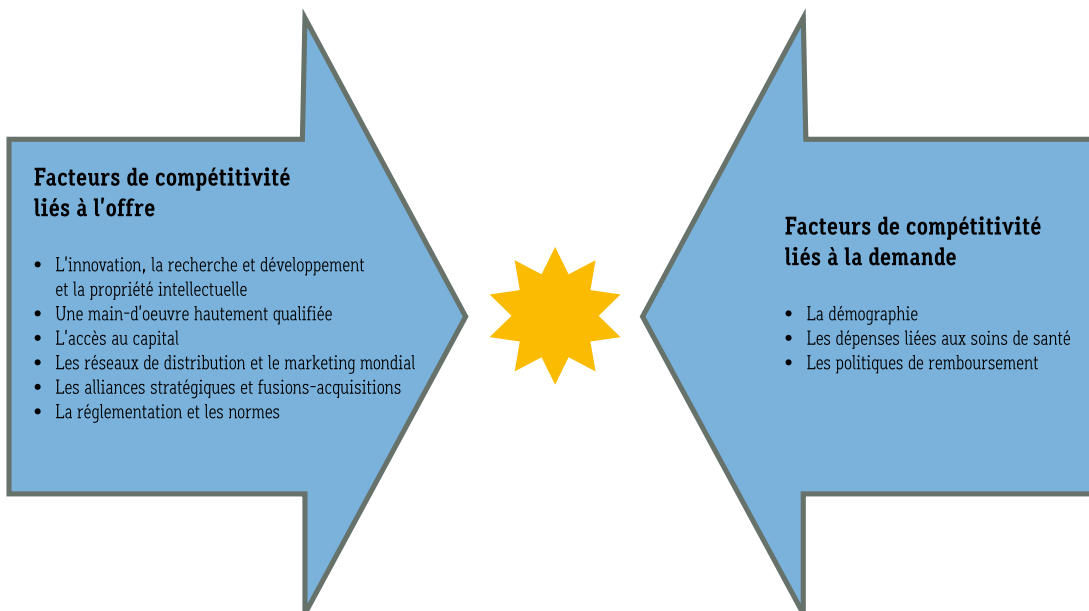 Facteurs de compétitivité
liés à l'offre
• L'innovation, la recherche et développement
et la propriété intellectuelle
• Une main-d'oeuvre hautement qualifiée
• L'accès au capital
• Les réseaux de distribution et le marketing mondial
• Les alliances stratégiques et fusions-acquisitions
• La réglementation et les normes
Facteurs de compétitivité
liés à la demande
• La démographie
• Les dépenses liées aux soins de santé
• Les politiques de remboursement